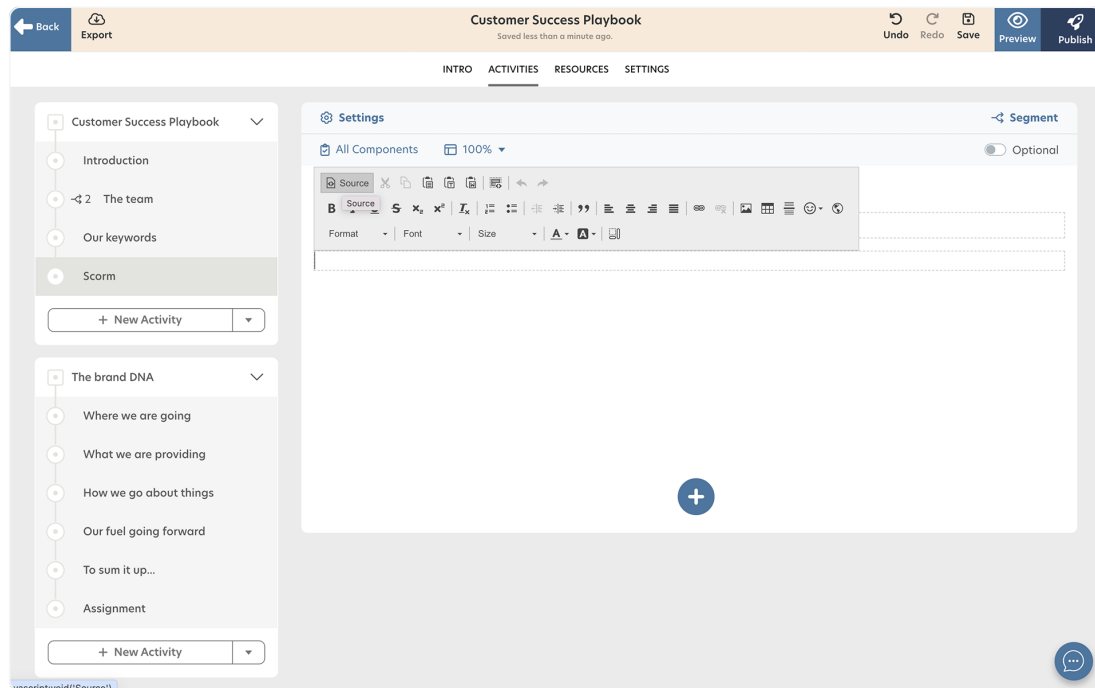 Back
Export
Customer Success Playbook
Saved less than a minute ago.
Undo
Redo
Save
Preview
Publish
INTRO
ACTIVITIES
RESOURCES
SETTINGS
Customer Success Playbook
Introduction
2 The team
Our keywords
Scorm
+ New Activity
The brand DNA
Where we are going
What we are providing
How we go about things
Our fuel going forward
To sum it up...
Assignment
+ New Activity
Settings
Segment
All Components
100%
Optional
Source
Source
Format
Font
Size
vascript:void('Source')